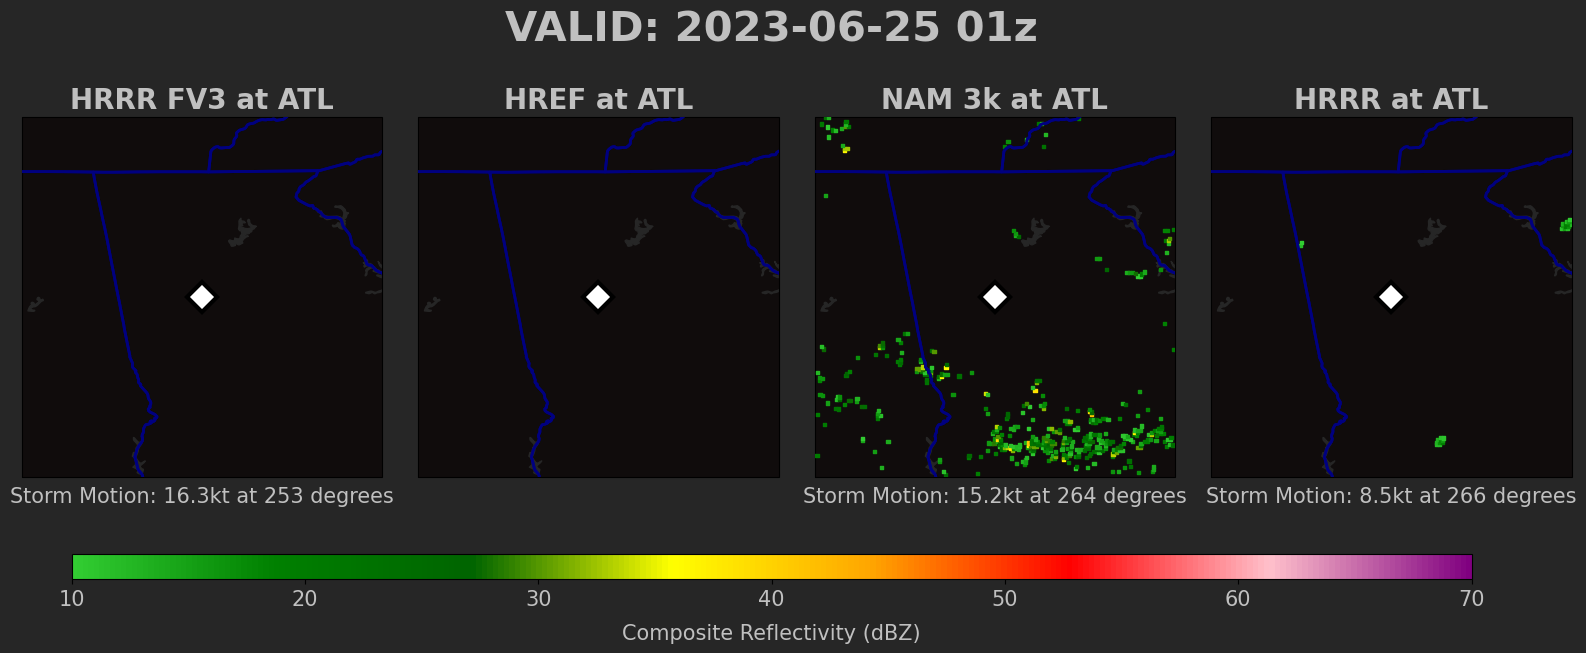 VALID: 2023-06-25 01z
HRRR FV3 at ATL
HREF at ATL
NAM 3k at ATL
HRRR at ATL
Storm Motion: 16.3kt at 253 degrees
Storm Motion: 15.2kt at 264 degrees
Storm Motion: 8.5kt at 266 degrees
10 20 30 40 50 60 70
Composite Reflectivity (dBZ)